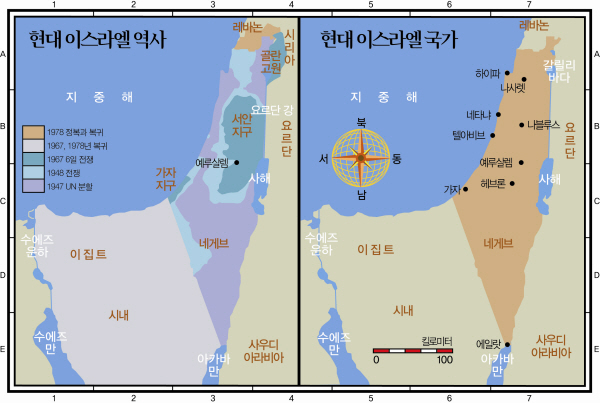 1 2 3 4 5 6 7
현대 이스라엘 역사
레바논
시리아
골란
고원
지 중 해
요르단 강
서안
지구
요르단
1978 정복과 복귀
1967, 1978년 복귀
1967 6일 전쟁
1948 전쟁
1947 UN 분할
예루살렘
가자
지구
사해
네게브
수에즈
운하
이 집 트
시내
수에즈
만
사우디
아라비아
아카바
만
현대 이스라엘 국가
레바논
갈릴리
바다
하이파
나사렛
지 중 해
네타냐
나블루스
텔아비브
요르단
북
서
동
남
예루살렘
가자
헤브론
사해
수에즈
운하
네게브
이 집 트
시내
수에즈
만
킬로미터
0 100
에일랏
아카바
만
사우디
아라비아
A
B
C
D
E
A
B
C
D
E
1 2 3 4 5 6 7